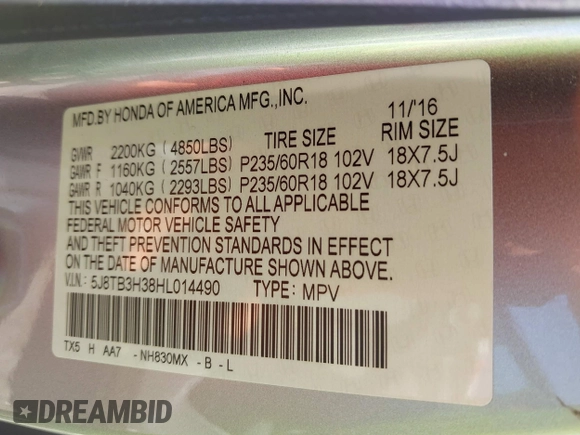 MFD.BY HONDA OF AMERICA MFG.,INC. 11/'16
GVWR 2200KG (4850LBS) TIRE SIZE RIM SIZE
GAWR F 1160KG (2557LBS) P235/60R18 102V 18X7.5J
GAWR R 1040KG (2293LBS) P235/60R18 102V 18X7.5J
THIS VEHICLE CONFORMS TO ALL APPLICABLE
FEDERAL MOTOR VEHICLE SAFETY
AND THEFT PREVENTION STANDARDS IN EFFECT
ON THE DATE OF MANUFACTURE SHOWN ABOVE.
V.I.N.: 5J8TB3H38HL014490 TYPE: MPV
TX5 H AA7 -NH830MX -B -L
DREAMBID